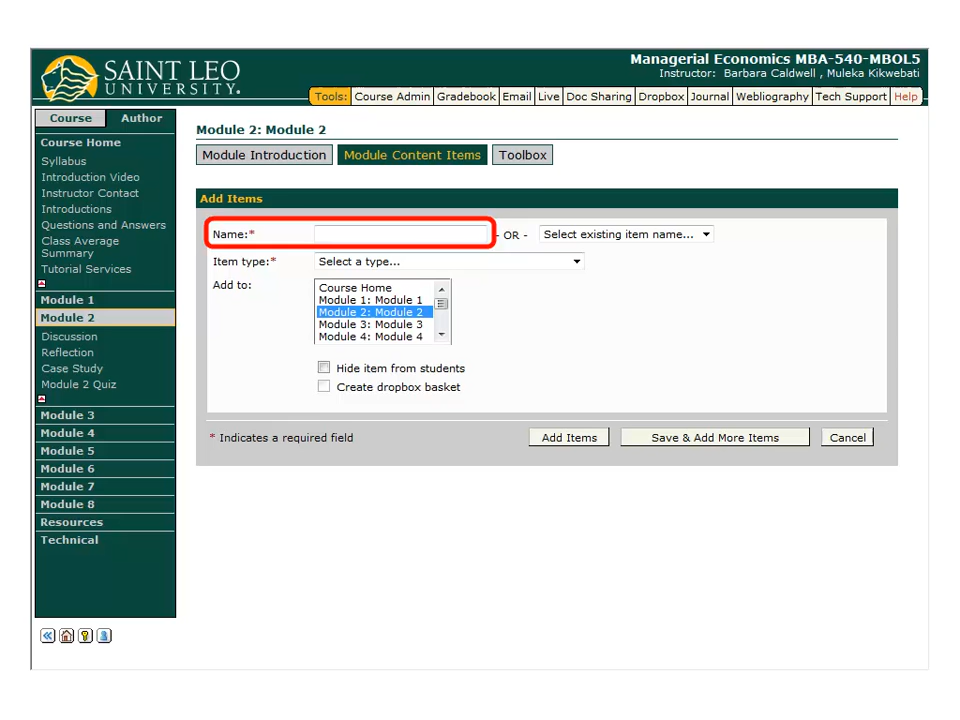 SAINT LEO
UNIVERSITY.
Managerial Economics MBA-540-MBOL5
Instructor: Barbara Caldwell , Muleka Kikwebati
Tools: Course Admin Gradebook Email Live Doc Sharing Dropbox Journal Webliography Tech Support Help
Course Author
Course Home
Syllabus
Introduction Video
Instructor Contact
Introductions
Questions and Answers
Class Average
Summary
Tutorial Services
Module 1
Module 2
Discussion
Reflection
Case Study
Module 2 Quiz
Module 3
Module 4
Module 5
Module 6
Module 7
Module 8
Resources
Technical
Module 2: Module 2
Module Introduction Module Content Items Toolbox
Add Items
Name:* - OR - Select existing item name...
Item type:* Select a type...
Add to:
Course Home
Module 1: Module 1
Module 2: Module 2
Module 3: Module 3
Module 4: Module 4
Hide item from students
Create dropbox basket
* Indicates a required field Add Items Save & Add More Items Cancel